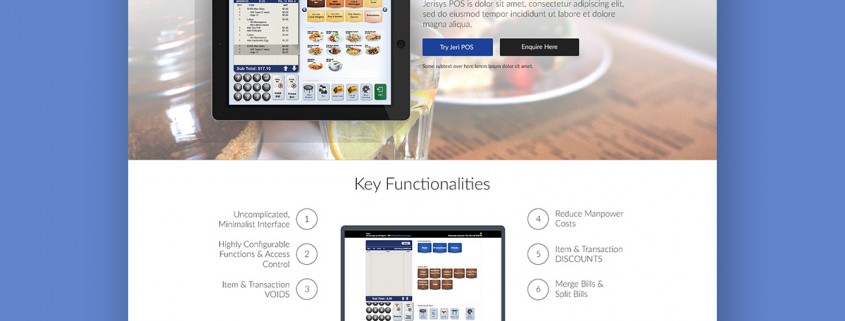 Jerisys POS is dolor sit amet, consectetur adipiscing elit,
sed do eiusmod tempor incididunt ut labore et dolore
magna aliqua.
Try Jeri POS
Enquire Here
Some subtext over here lorem ipsum dolor sit amet.
Sub Total: $17.10
Key Functionalities
Uncomplicated,
Minimalist Interface
1
Highly Configurable
Functions & Access
Control
2
Item & Transaction
VOIDS
3
4
Reduce Manpower
Costs
5
Item & Transaction
DISCOUNTS
6
Merge Bills &
Split Bills